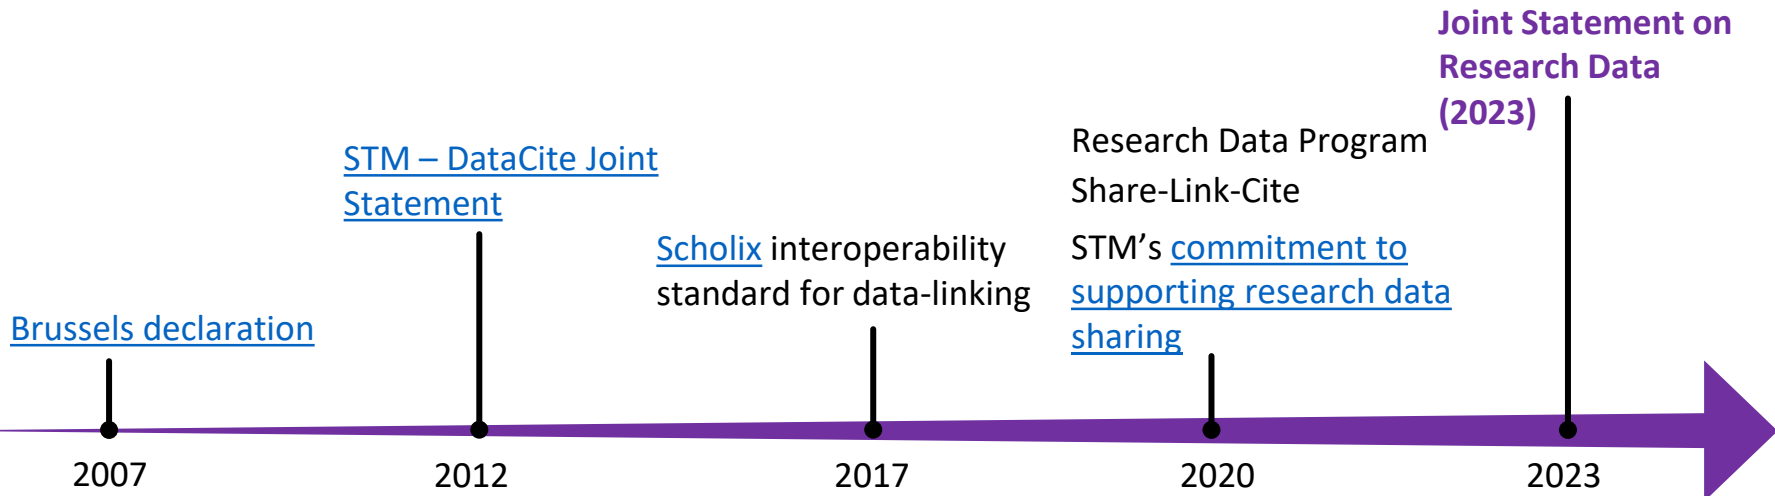 Joint Statement on
Research Data
(2023)
Research Data Program
Share-Link-Cite
STM – DataCite Joint
Statement
Scholix interoperability
standard for data-linking
STM’s commitment to
supporting research data
sharing
Brussels declaration
2007
2012
2017
2020
2023